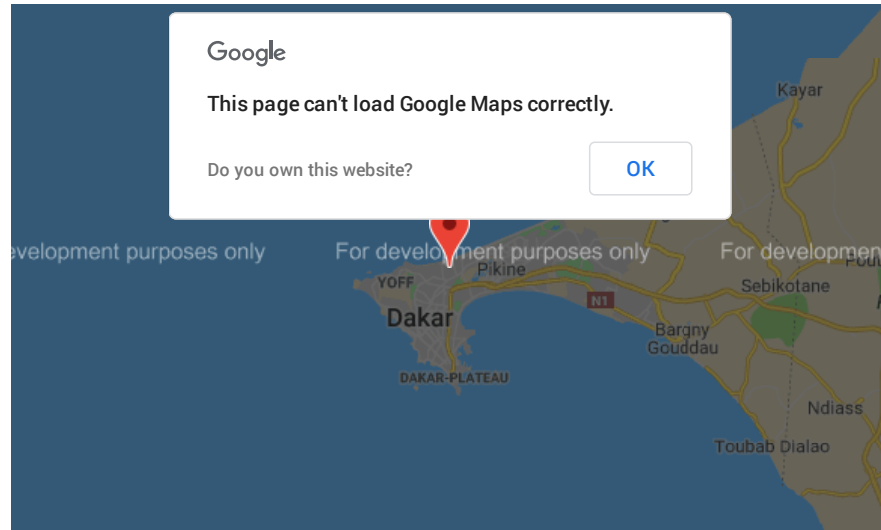 Google
This page can't load Google Maps correctly.
Do you own this website?
OK
Kayar
evelopment purposes only
For development purposes only
For developmen
Pikine
YOFF
Sebikotane
N1
Dakar
Bargny
Gouddau
DAKAR-PLATEAU
Ndiass
Toubab Dialao